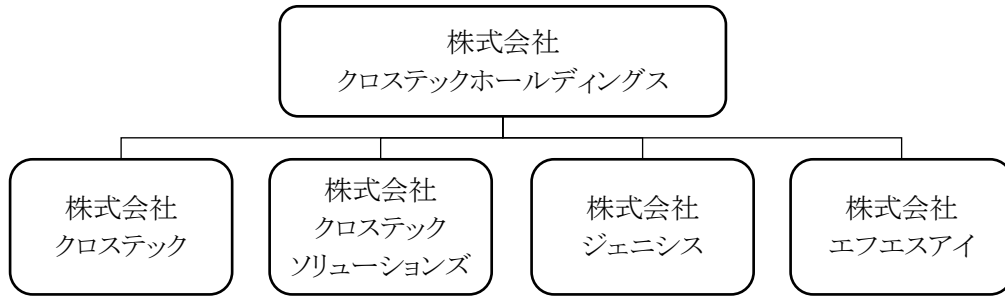 株式会社
クロステックホールディングス
株式会社
クロステック
株式会社
クロステック
ソリューションズ
株式会社
ジェニシス
株式会社
エフエスアイ